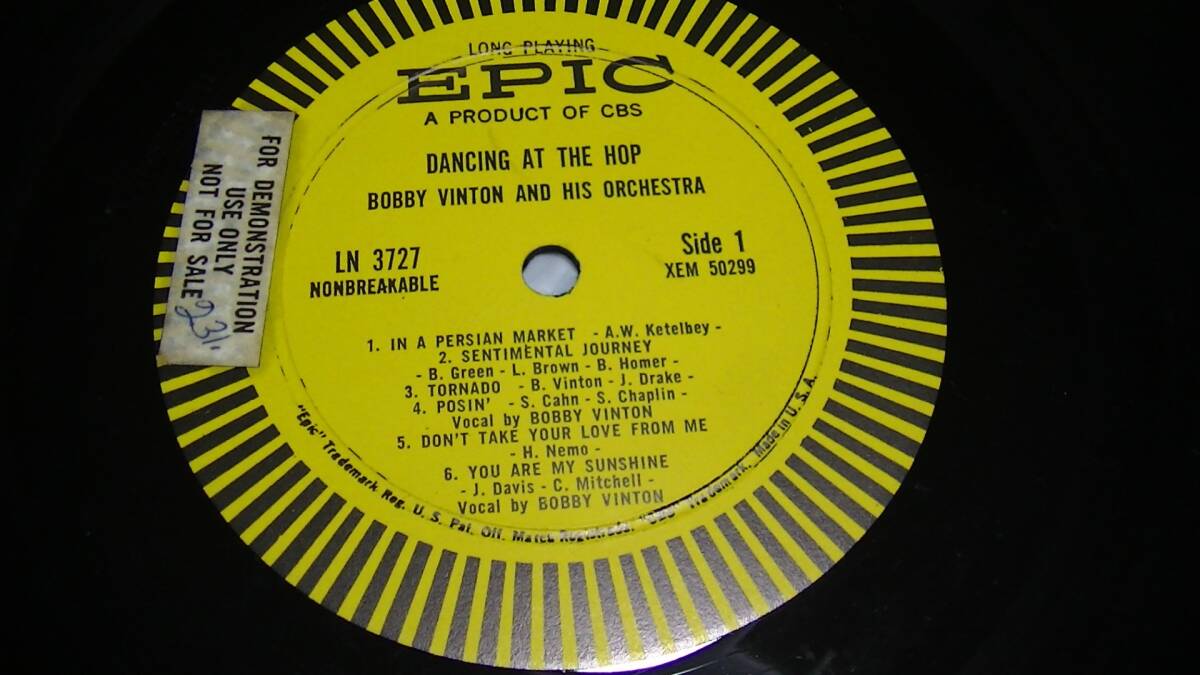 LONG PLAYING
EPIC
A PRODUCT OF CBS
DANCING AT THE HOP
BOBBY VINTON AND HIS ORCHESTRA
LN 3727
NONBREAKABLE
Side 1
XEM 50299
1. IN A PERSIAN MARKET - A.W. Ketelbey -
2. SENTIMENTAL JOURNEY
- B. Green - L. Brown - B. Homer -
3. TORNADO - B. Vinton - J. Drake -
4. POSIN' - S. Cahn - S. Chaplin -
Vocal by BOBBY VINTON
5. DON'T TAKE YOUR LOVE FROM ME
- H. Nemo -
6. YOU ARE MY SUNSHINE
- J. Davis - C. Mitchell -
Vocal by BOBBY VINTON
"Epic" Trademark Reg. U. S. Pat. Off. Trademark. Made in U. S. A.
FOR DEMONSTRATION
USE ONLY
NOT FOR SALE
231.